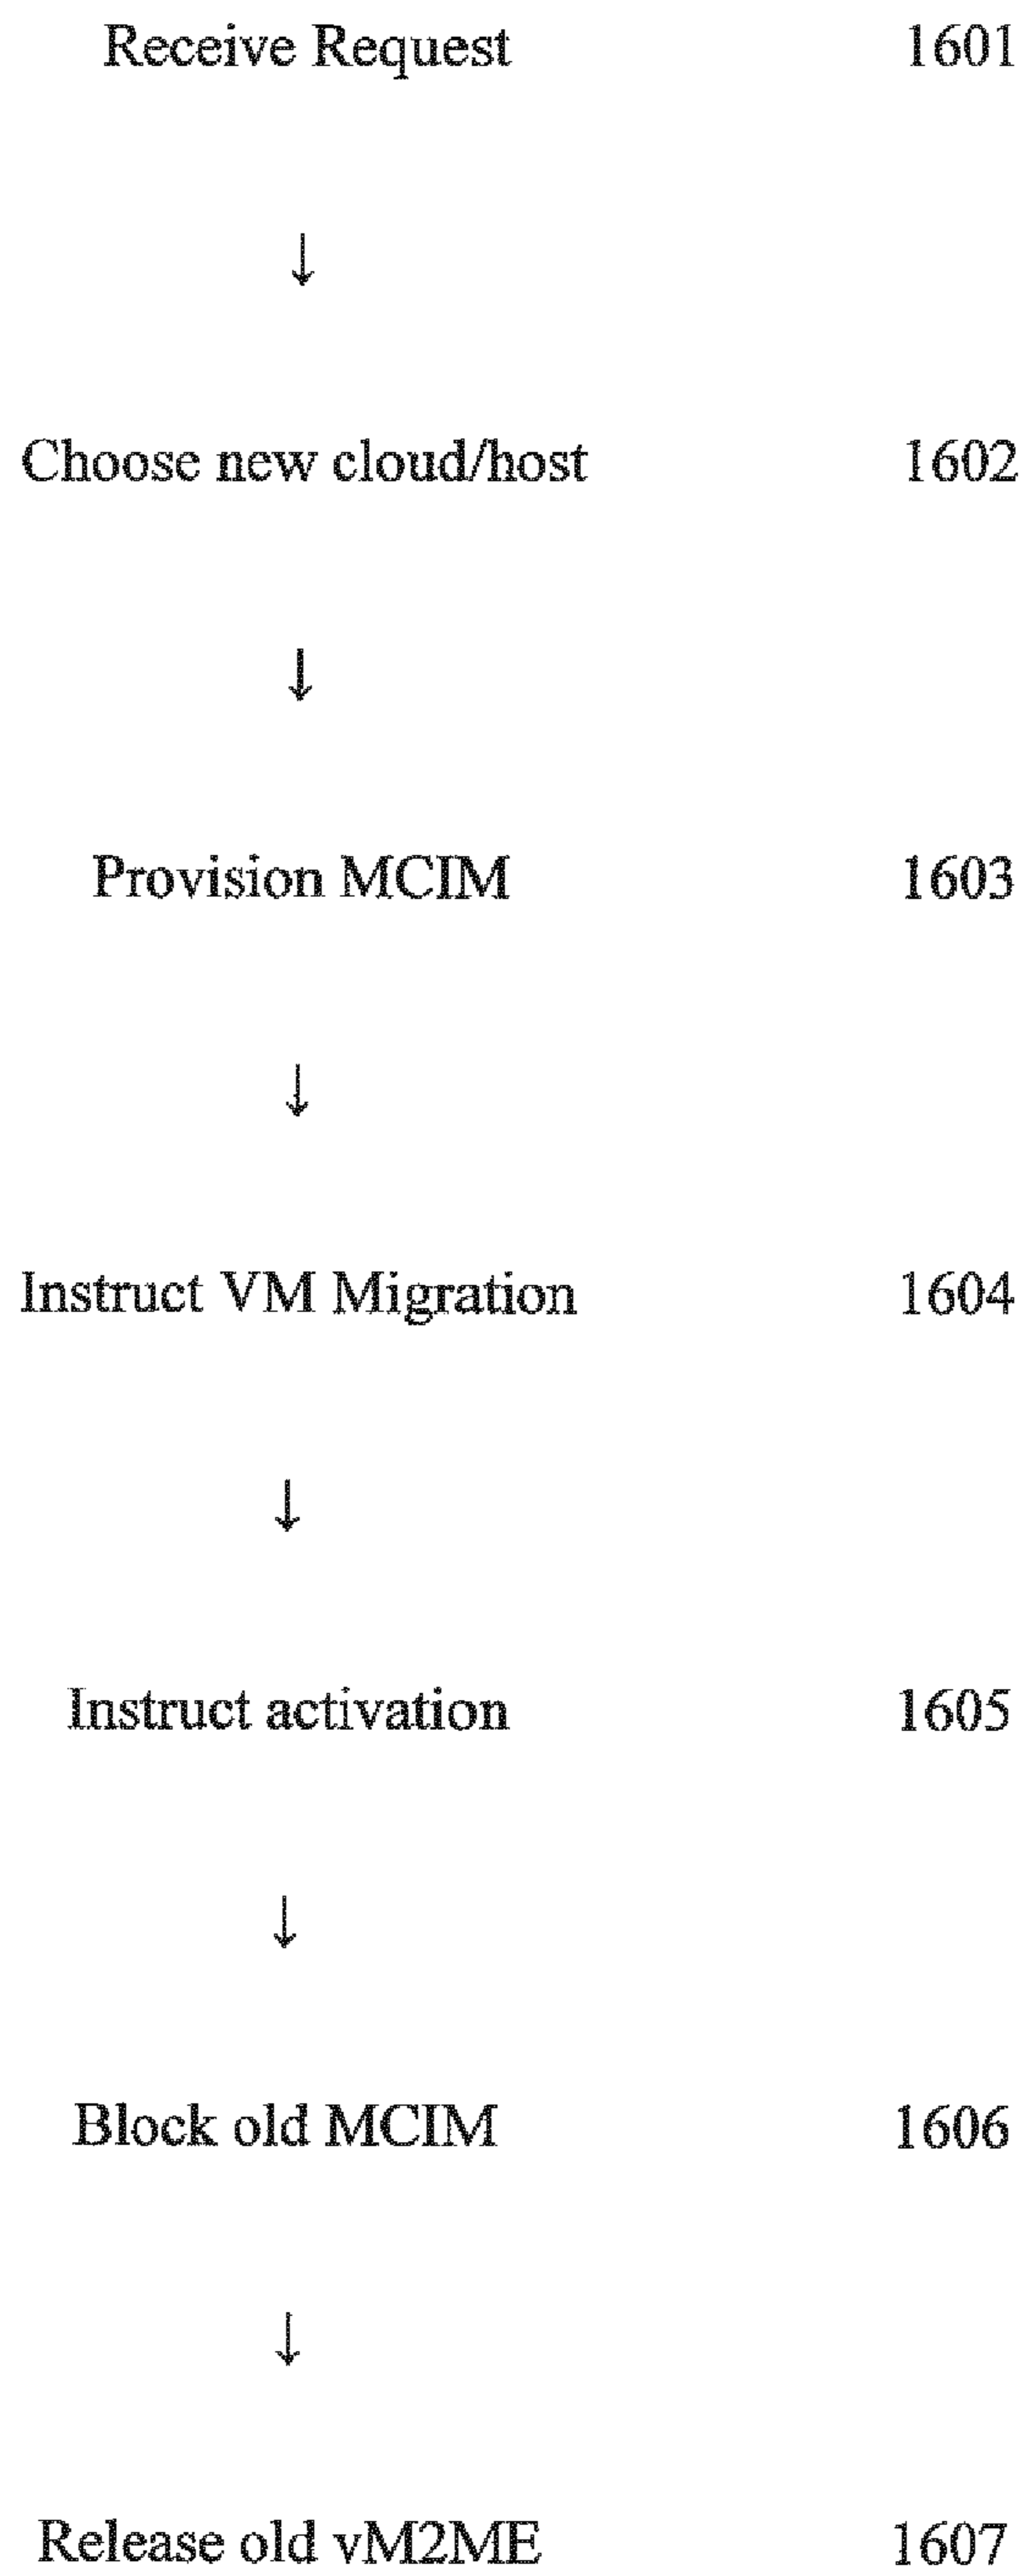 Receive Request 1601
↓
Choose new cloud/host 1602
↓
Provision MCIM 1603
↓
Instruct VM Migration 1604
↓
Instruct activation 1605
↓
Block old MCIM 1606
↓
Release old vM2ME 1607